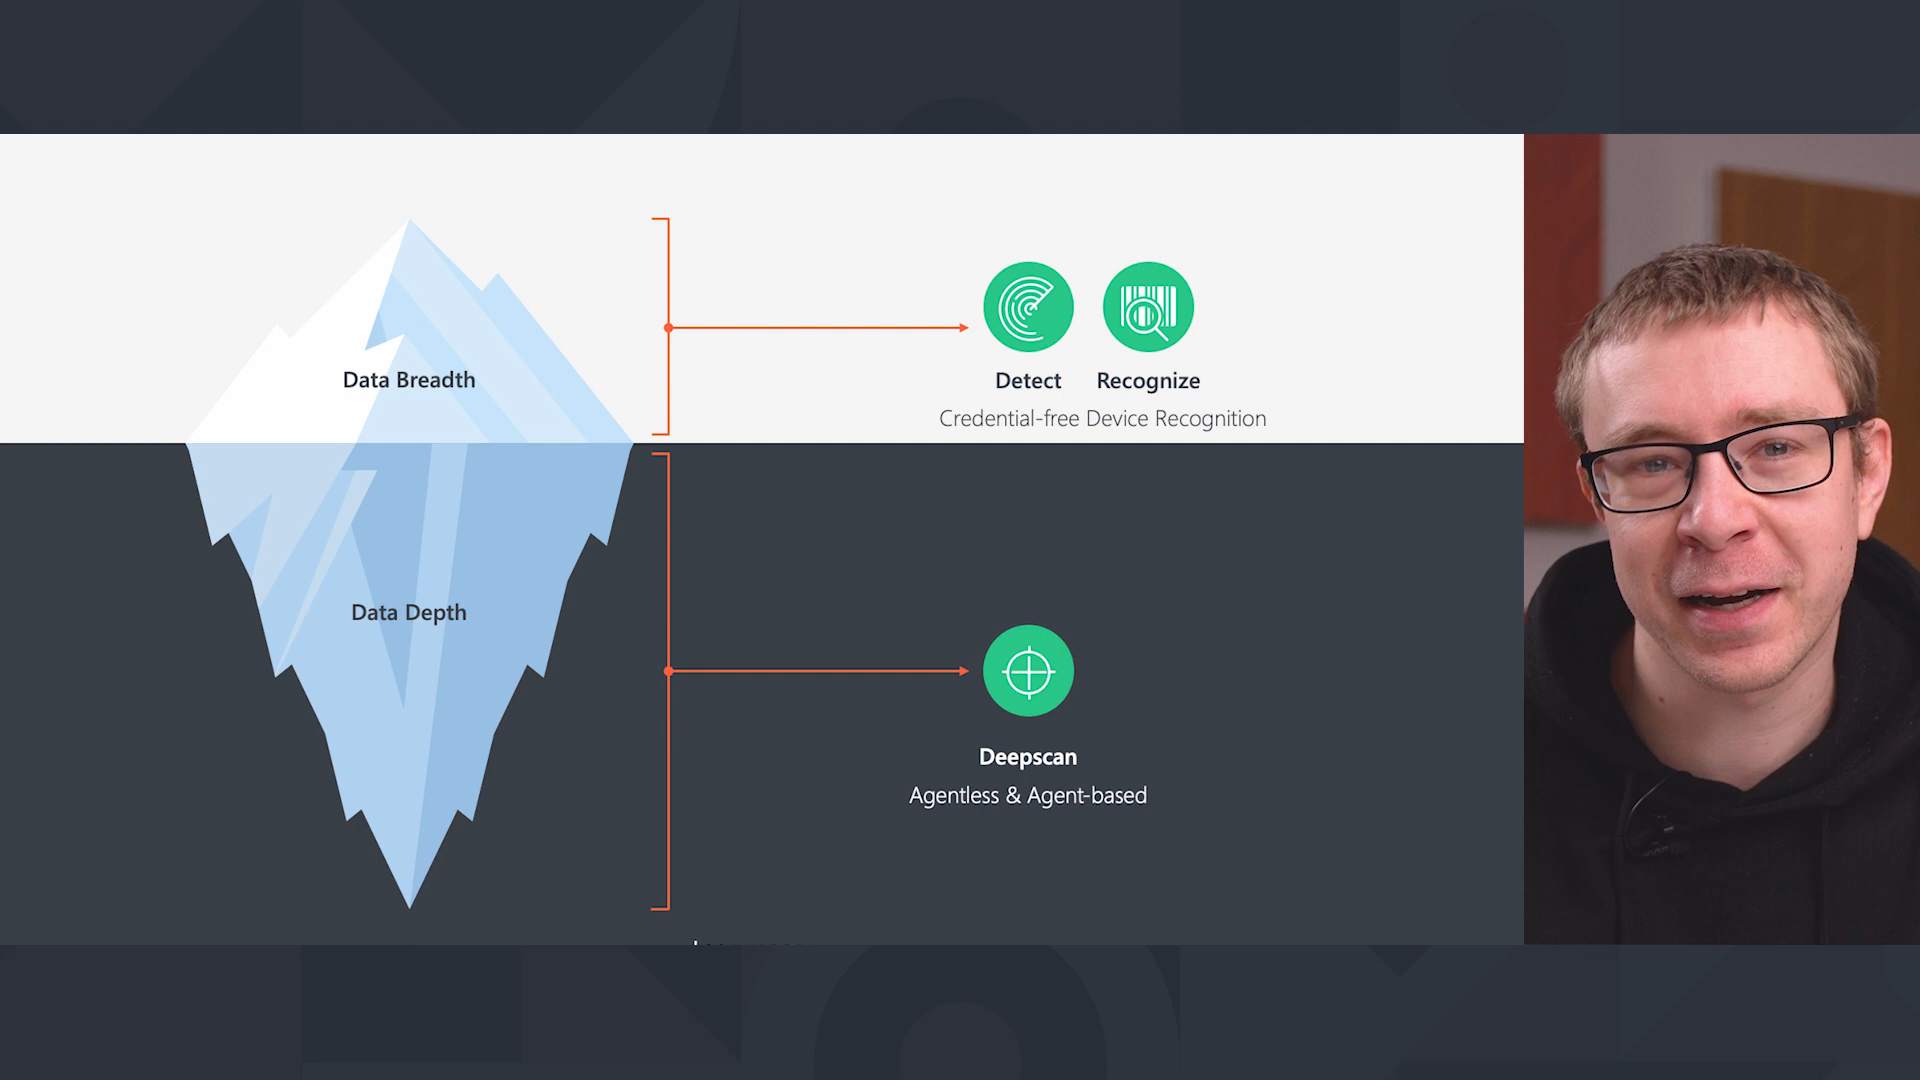 Data Breadth
Detect
Recognize
Credential-free Device Recognition
Data Depth
Deepscan
Agentless & Agent-based